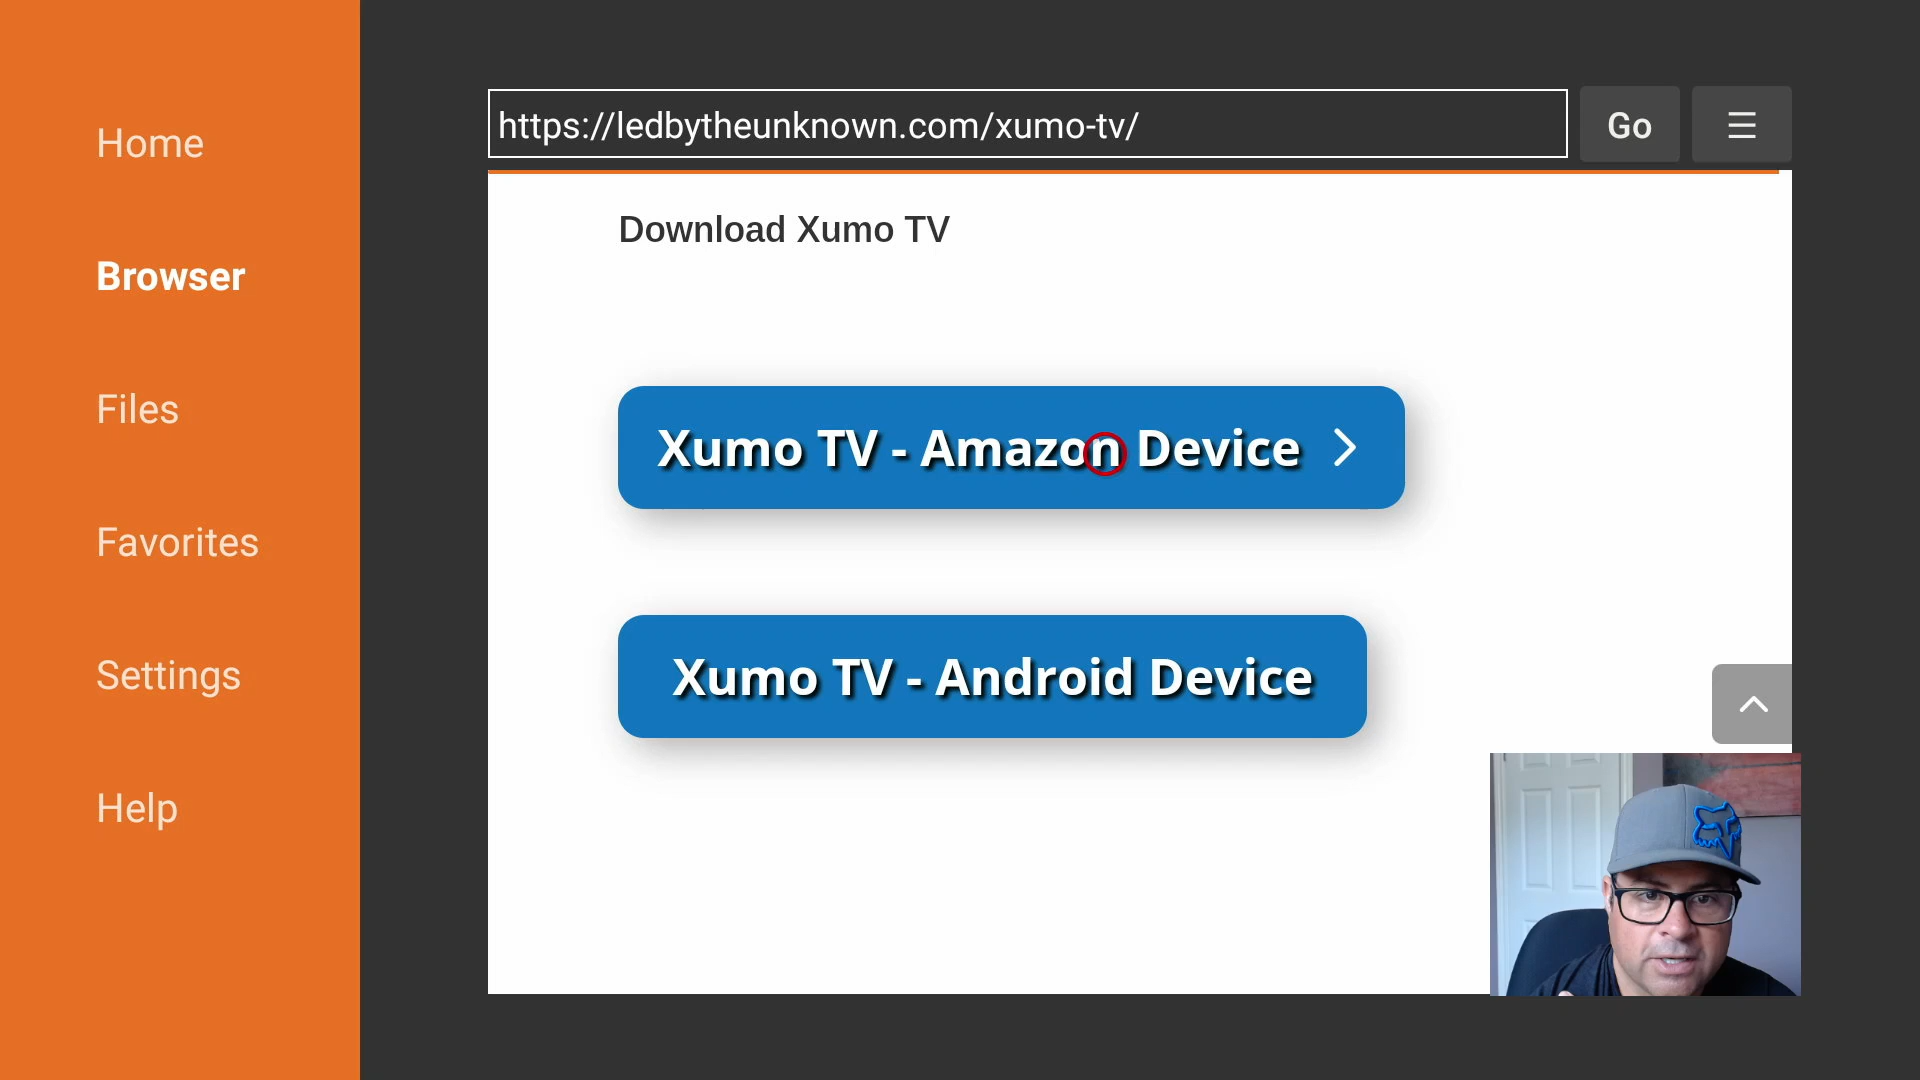 Home
Browser
Files
Favorites
Settings
Help
https://ledbytheunknown.com/xumo-tv/
Go
Download Xumo TV
Xumo TV - Amazon Device
Xumo TV - Android Device